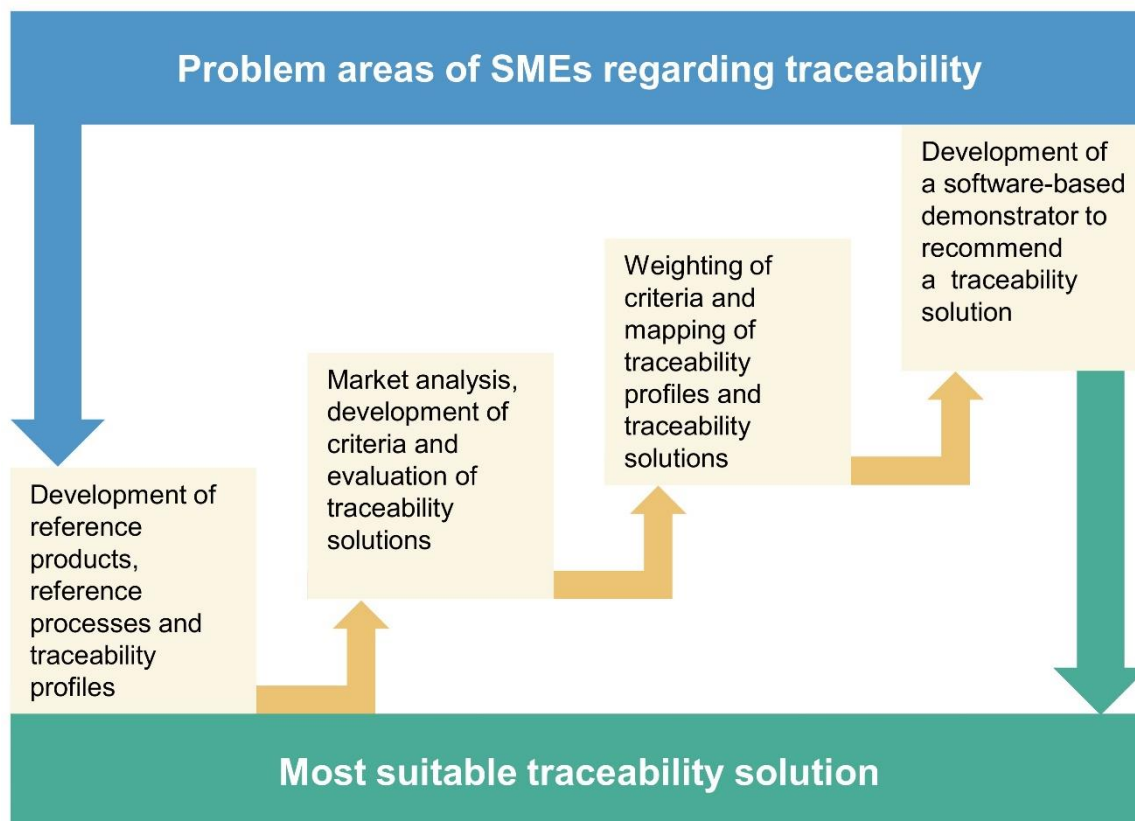 Problem areas of SMEs regarding traceability
Development of
reference
products,
reference
processes and
traceability
profiles
Market analysis,
development of
criteria and
evaluation of
traceability
solutions
Weighting of
criteria and
mapping of
traceability
profiles and
traceability
solutions
Development of
a software-based
demonstrator to
recommend
a traceability
solution
Most suitable traceability solution